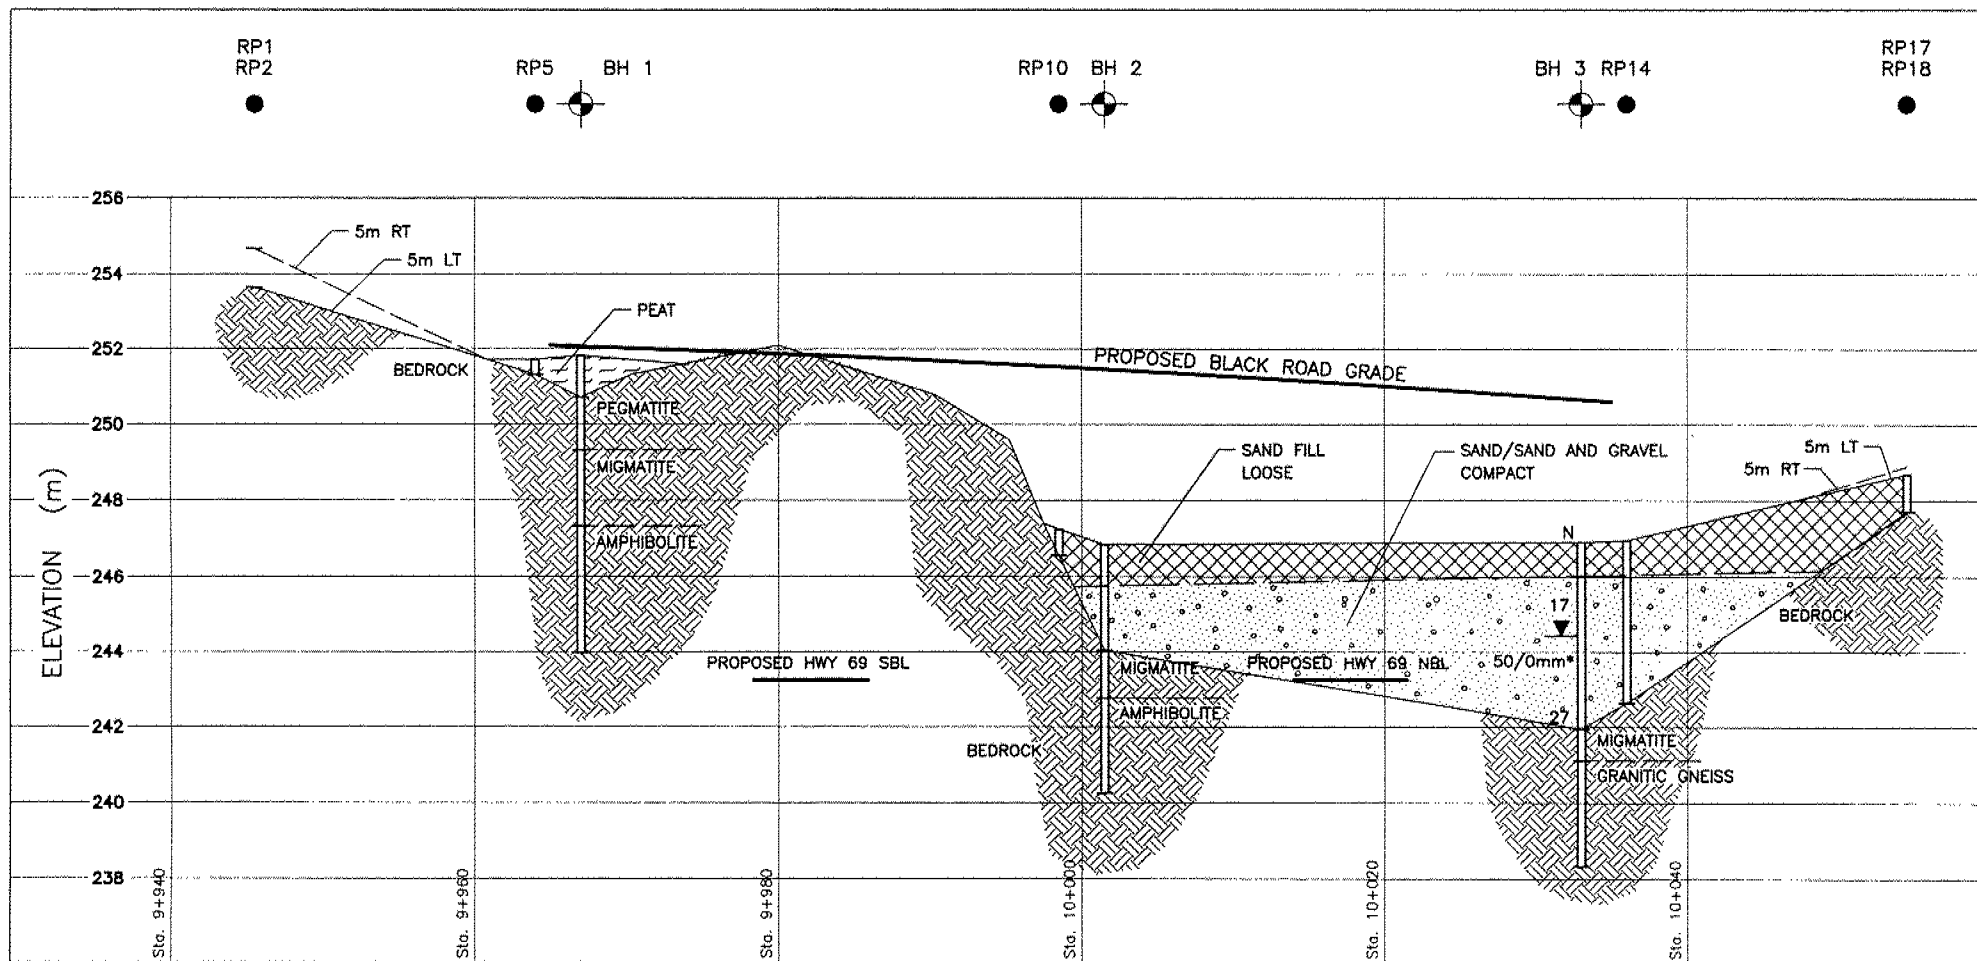 RP1
RP2
RP5
BH 1
RP10
BH 2
BH 3
RP14
RP17
RP18
256
254
252
250
248
246
244
242
240
238
ELEVATION (m)
5m RT
5m LT
PEAT
BEDROCK
PEGMATITE
MIGMATITE
AMPHIBOLITE
PROPOSED BLACK ROAD GRADE
SAND FILL
LOOSE
SAND/SAND AND GRAVEL
COMPACT
5m LT
5m RT
N
17
50/0mm*
27
PROPOSED HWY 69 SBL
PROPOSED HWY 69 NBL
MIGMATITE
AMPHIBOLITE
BEDROCK
BEDROCK
MIGMATITE
GRANITIC GNEISS
Sta. 9+940
Sta. 9+960
Sta. 9+980
Sta. 10+000
Sta. 10+020
Sta. 10+040